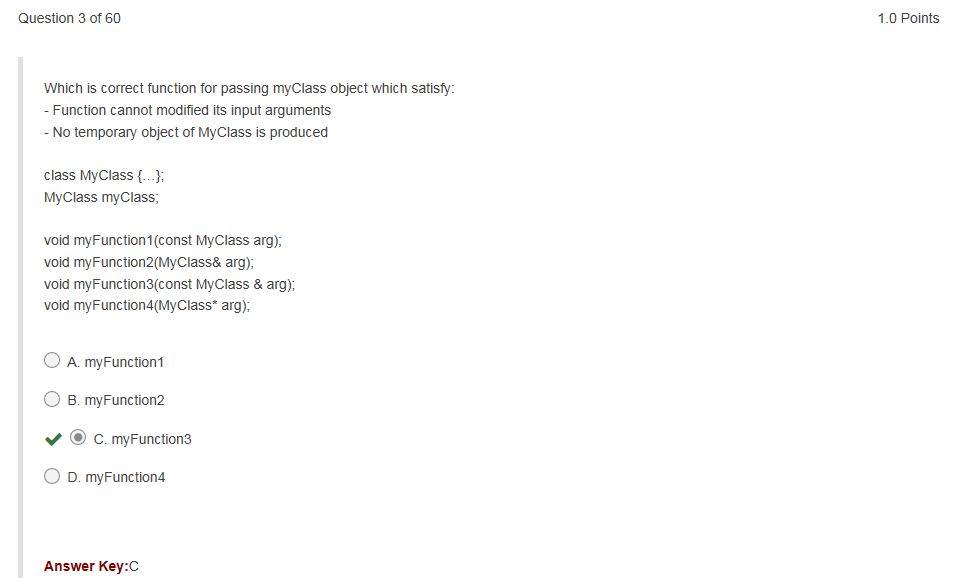 Question 3 of 60
1.0 Points
Which is correct function for passing myClass object which satisfy:
- Function cannot modified its input arguments
- No temporary object of MyClass is produced
class MyClass {...};
MyClass myClass;
void myFunction1(const MyClass arg);
void myFunction2(MyClass& arg);
void myFunction3(const MyClass & arg);
void myFunction4(MyClass* arg);
A. myFunction1
B. myFunction2
C. myFunction3
D. myFunction4
Answer Key:C